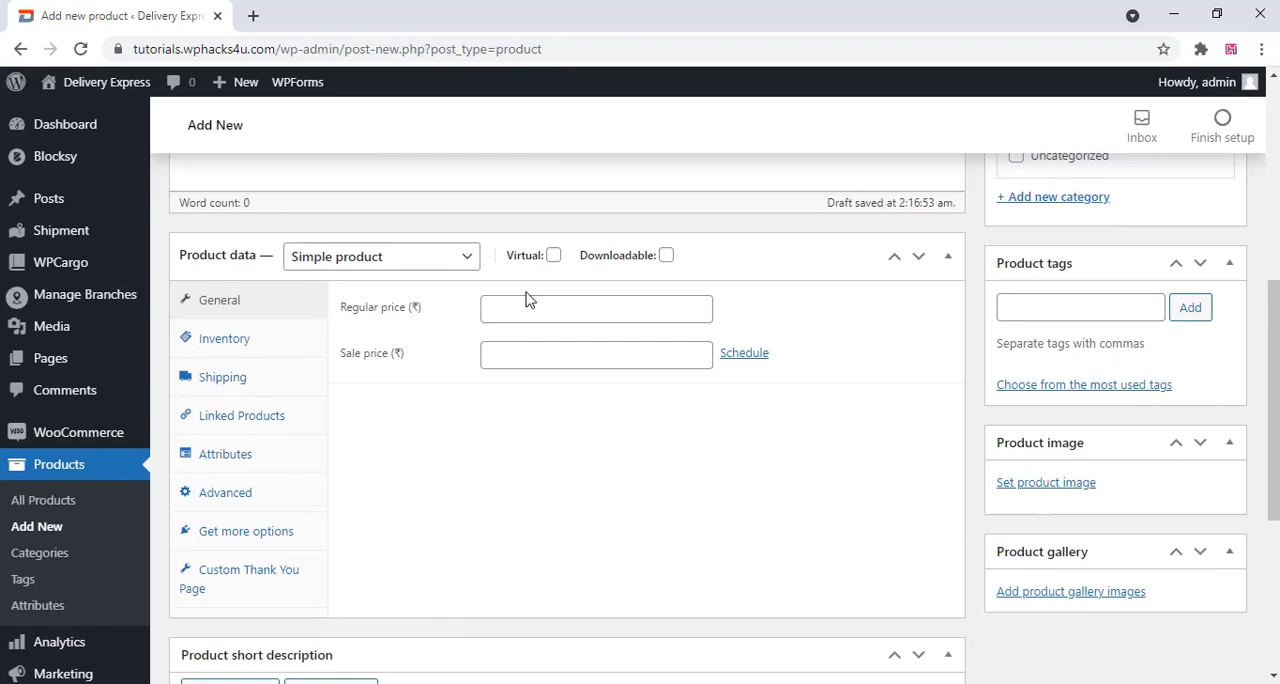 Add new product ‹ Delivery Expre
tutorials.wphacks4u.com/wp-admin/post-new.php?post_type=product
Delivery Express 0 New WPForms Howdy, admin
Dashboard
Blocksy
Posts
Shipment
WPCargo
Manage Branches
Media
Pages
Comments
WooCommerce
Products
All Products
Add New
Categories
Tags
Attributes
Analytics
Marketing
Add New
Inbox
Finish setup
Word count: 0
Draft saved at 2:16:53 am.
Product data —
Simple product
Virtual:
Downloadable:
General
Inventory
Shipping
Linked Products
Attributes
Advanced
Get more options
Custom Thank You
Page
Regular price (₹)
Sale price (₹)
Schedule
Product short description
Uncategorized
+ Add new category
Product tags
Add
Separate tags with commas
Choose from the most used tags
Product image
Set product image
Product gallery
Add product gallery images